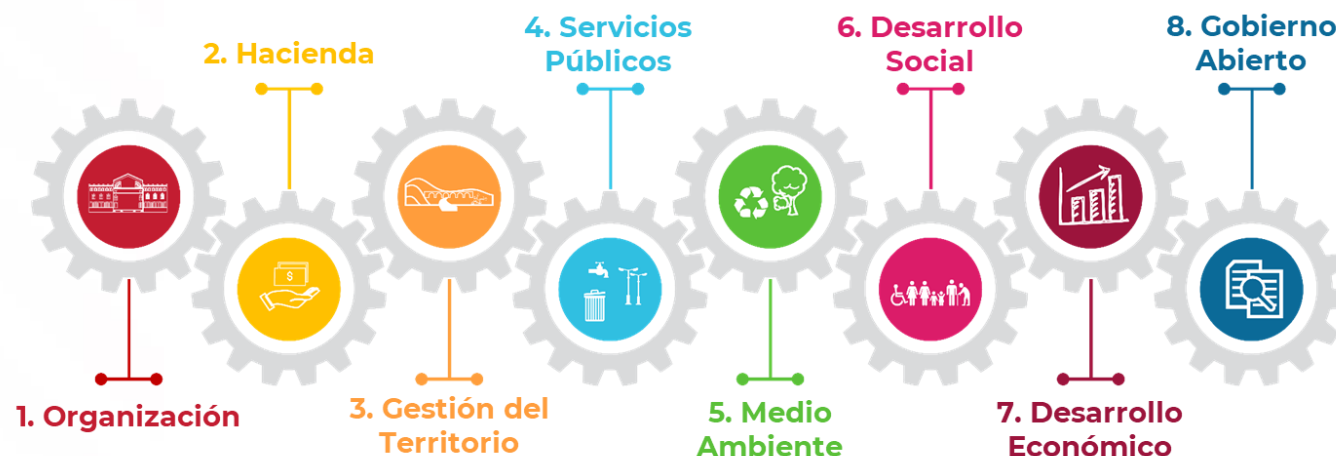 1. Organización
2. Hacienda
3. Gestión del
Territorio
4. Servicios
Públicos
5. Medio
Ambiente
6. Desarrollo
Social
7. Desarrollo
Económico
8. Gobierno
Abierto
$